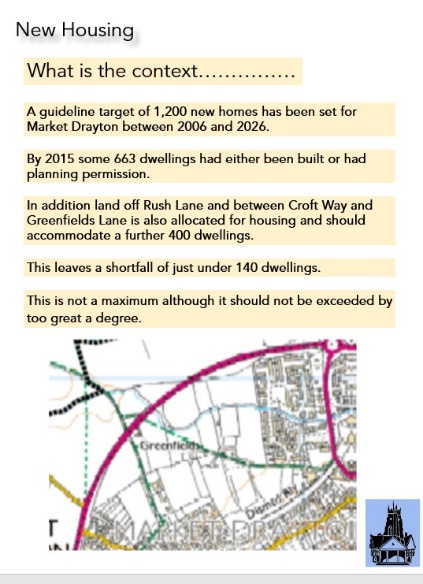 New Housing
What is the context……………
A guideline target of 1,200 new homes has been set for
Market Drayton between 2006 and 2026.
By 2015 some 663 dwellings had either been built or had
planning permission.
In addition land off Rush Lane and between Croft Way and
Greenfields Lane is also allocated for housing and should
accommodate a further 400 dwellings.
This leaves a shortfall of just under 140 dwellings.
This is not a maximum although it should not be exceeded by
too great a degree.
Greenfields
MARKET DRAYTO